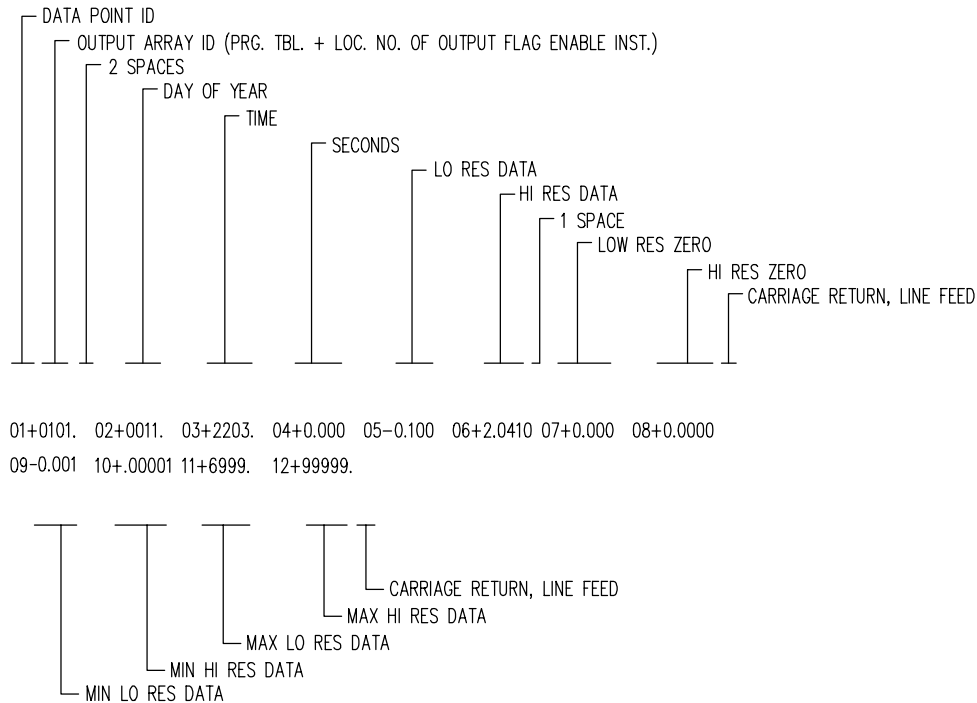 DATA POINT ID
OUTPUT ARRAY ID (PRG. TBL. + LOC. NO. OF OUTPUT FLAG ENABLE INST.)
2 SPACES
DAY OF YEAR
TIME
SECONDS
LO RES DATA
HI RES DATA
1 SPACE
LOW RES ZERO
HI RES ZERO
CARRIAGE RETURN, LINE FEED
01+0101. 02+0011. 03+2203. 04+0.000 05-0.100 06+2.0410 07+0.000 08+0.0000
09-0.001 10+.00001 11+6999. 12+99999.
CARRIAGE RETURN, LINE FEED
MAX HI RES DATA
MAX LO RES DATA
MIN HI RES DATA
MIN LO RES DATA